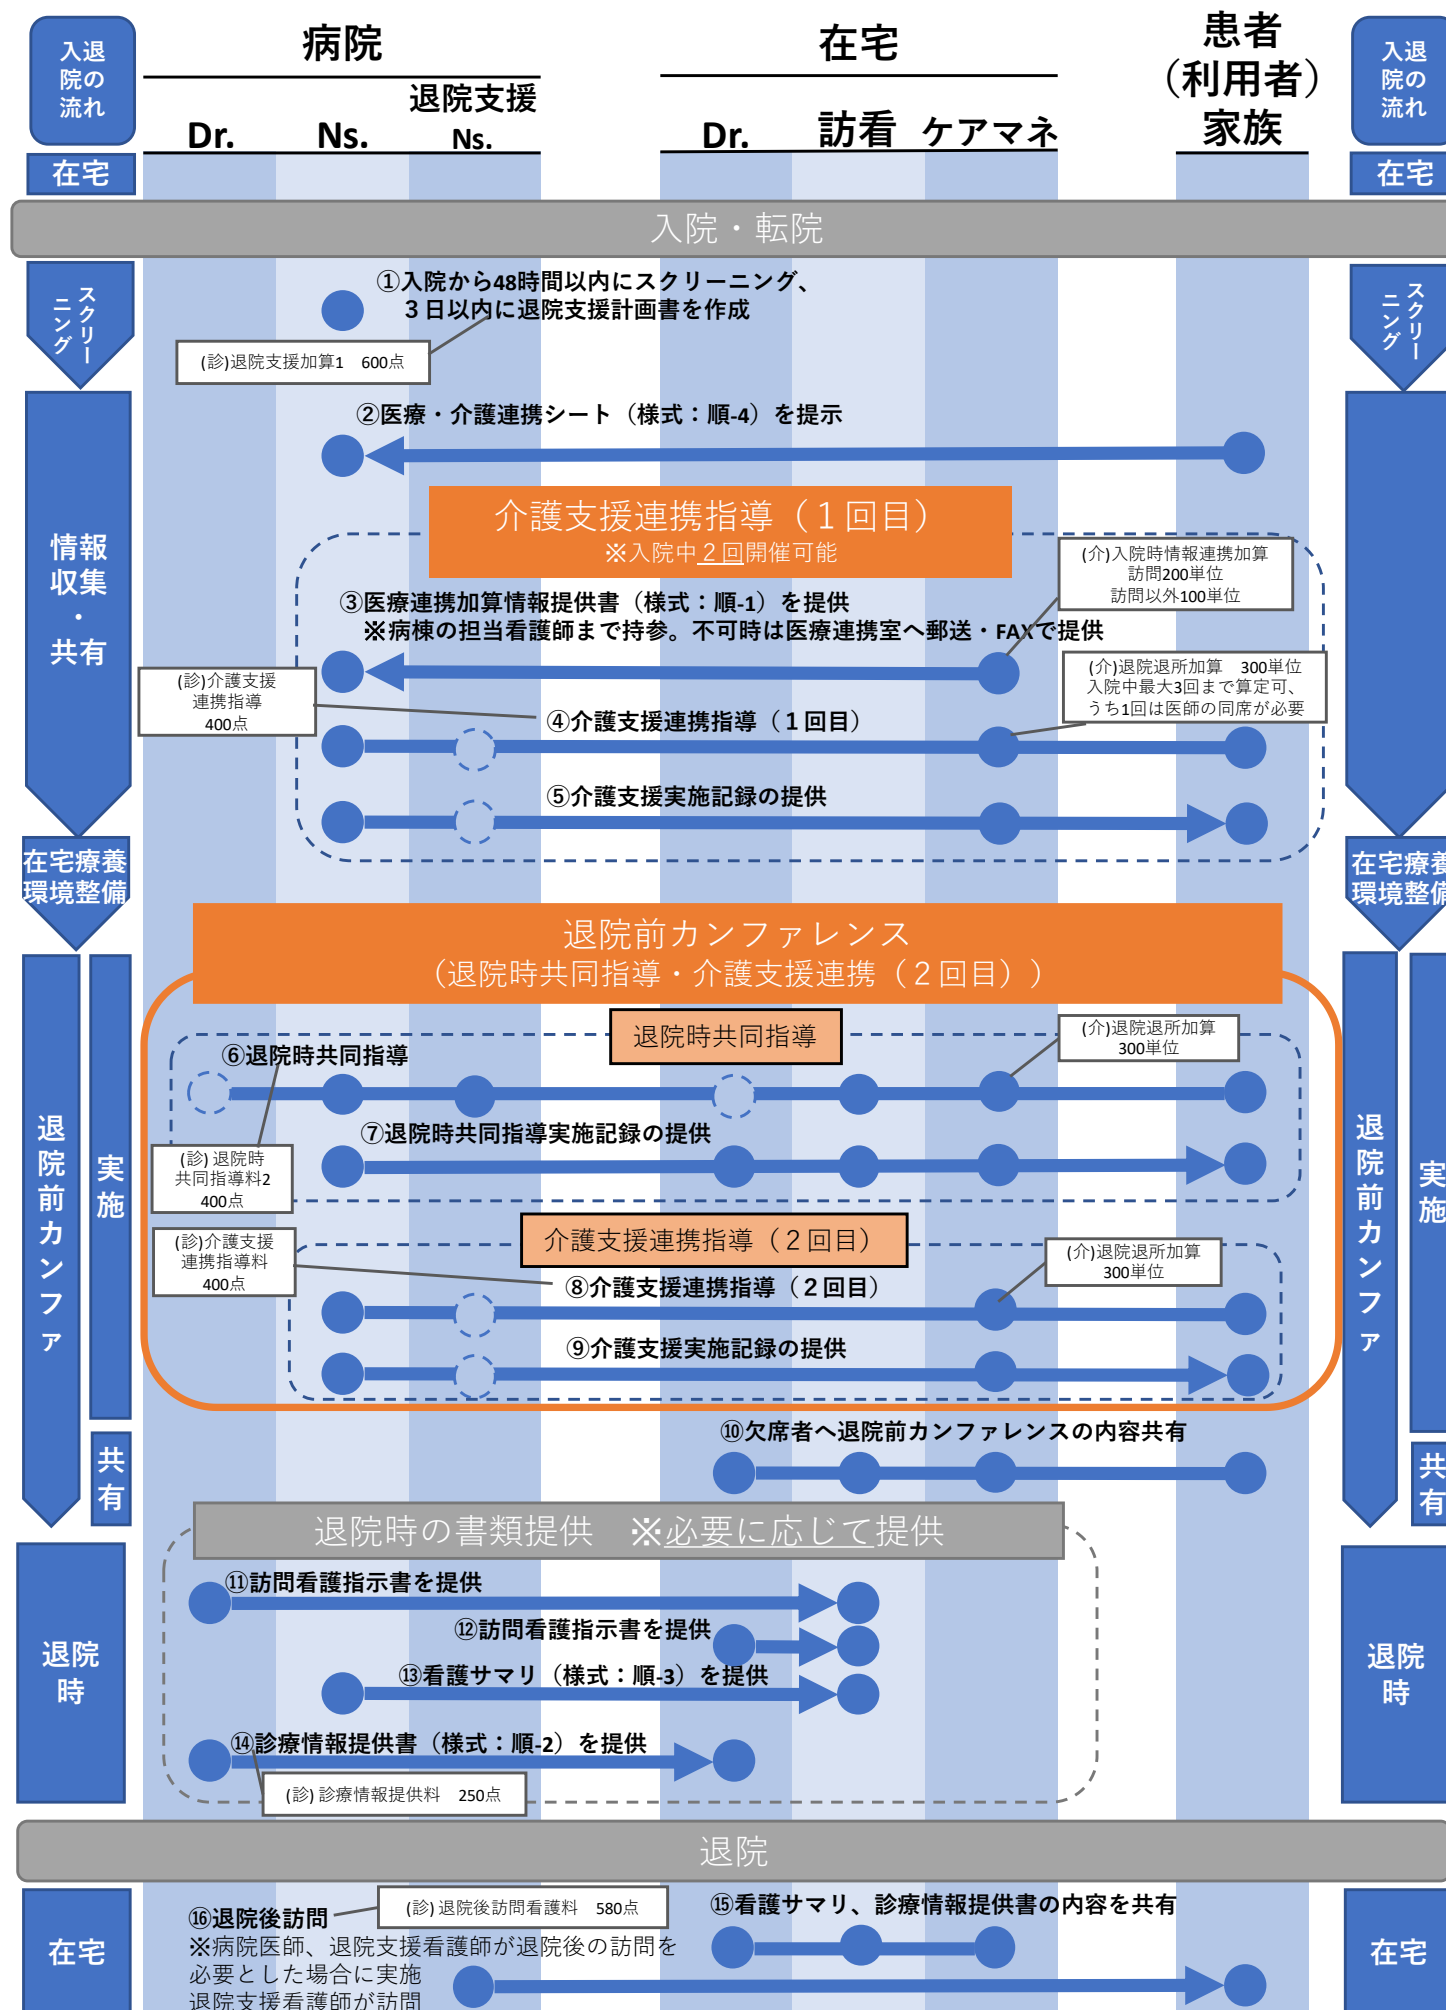 入退
院の
流れ
病院
在宅
患者
（利用者）
家族
入退
院の
流れ
Dr.
Ns.
退院支援
Ns.
Dr.
訪看
ケアマネ
在宅
在宅
入院・転院
スクリー
ニング
①入院から48時間以内にスクリーニング、
３日以内に退院支援計画書を作成
スクリー
ニング
(診)退院支援加算1　600点
情報
収集
・
共有
②医療・介護連携シート（様式：順-4）を提示
介護支援連携指導（１回目）
※入院中２回開催可能
(介)入院時情報連携加算
訪問200単位
訪問以外100単位
③医療連携加算情報提供書（様式：順-1）を提供
※病棟の担当看護師まで持参。不可時は医療連携室へ郵送・FAXで提供
(診)介護支援
連携指導
400点
(介)退院退所加算　300単位
入院中最大3回まで算定可、
うち1回は医師の同席が必要
④介護支援連携指導（１回目）
⑤介護支援実施記録の提供
在宅療養
環境整備
在宅療養
環境整備
退院前カンファレンス
（退院時共同指導・介護支援連携（２回目））
退院前カンファ
実施
退院時共同指導
(介)退院退所加算
300単位
⑥退院時共同指導
⑦退院時共同指導実施記録の提供
(診) 退院時
共同指導料2
400点
退院前カンファ
実施
(診)介護支援
連携指導料
400点
介護支援連携指導（２回目）
(介)退院退所加算
300単位
⑧介護支援連携指導（２回目）
⑨介護支援実施記録の提供
共有
⑩欠席者へ退院前カンファレンスの内容共有
共有
退院時の書類提供　※必要に応じて提供
退院
時
⑪訪問看護指示書を提供
⑫訪問看護指示書を提供
⑬看護サマリ（様式：順-3）を提供
⑭診療情報提供書（様式：順-2）を提供
(診) 診療情報提供料　250点
退院
時
退院
在宅
(診) 退院後訪問看護料　580点
⑮看護サマリ、診療情報提供書の内容を共有
⑯退院後訪問
※病院医師、退院支援看護師が退院後の訪問を
必要とした場合に実施
退院支援看護師が訪問
在宅